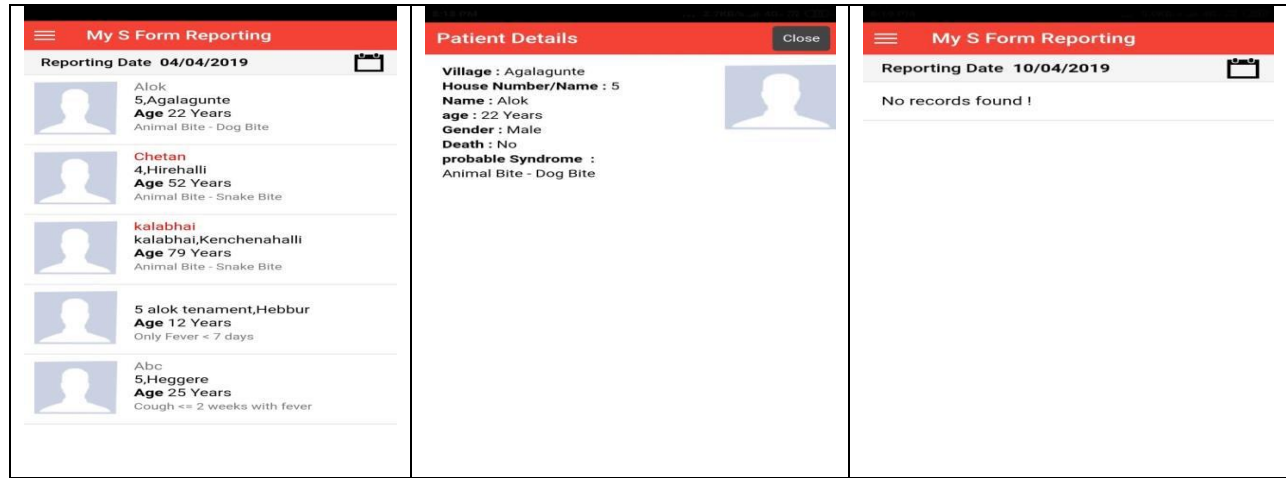 My S Form Reporting
Reporting Date 04/04/2019
Alok
5,Agalagunte
Age 22 Years
Animal Bite - Dog Bite
Chetan
4,Hirehalli
Age 52 Years
Animal Bite - Snake Bite
kalabhai
kalabhai,Kenchenahalli
Age 79 Years
Animal Bite - Snake Bite
5 alok tenament,Hebbur
Age 12 Years
Only Fever < 7 days
Abc
5,Heggere
Age 25 Years
Cough <= 2 weeks with fever
Patient Details
Close
Village : Agalagunte
House Number/Name : 5
Name : Alok
age : 22 Years
Gender : Male
Death : No
probable Syndrome :
Animal Bite - Dog Bite
My S Form Reporting
Reporting Date 10/04/2019
No records found !